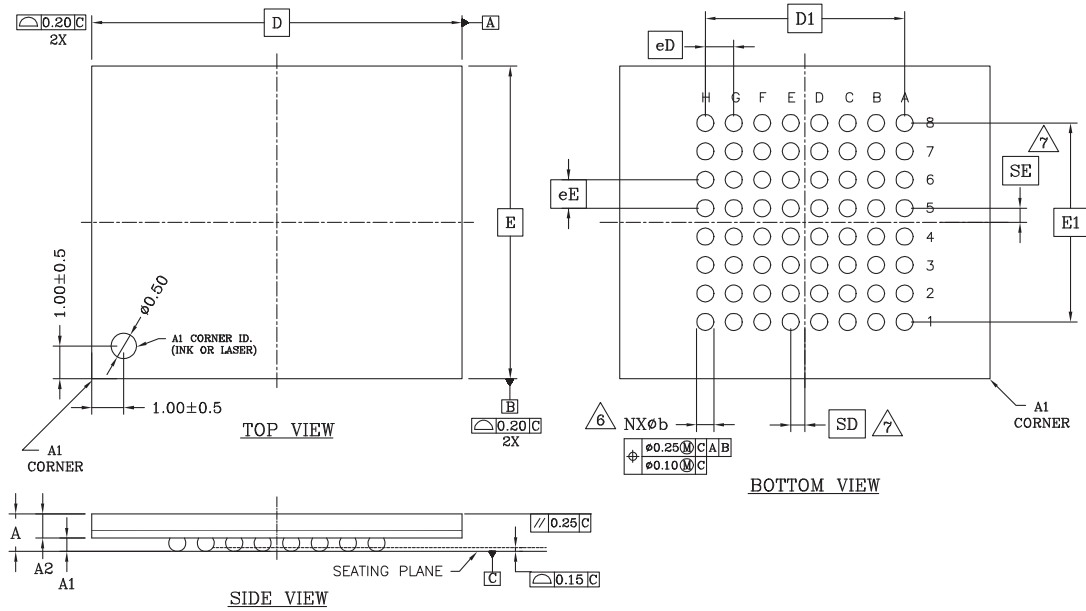 ⌓ 0.20 C
2X
D
A
E
1.00±0.5
ø0.50
A1 CORNER ID.
(INK OR LASER)
1.00±0.5
B
⌓ 0.20 C
2X
TOP VIEW
A1
CORNER
D1
eD
H G F E D C B A
8
7
6
5
4
3
2
1
7
SE
eE
E1
6 NXøb
⌖ ø0.25 Ⓜ C A B
ø0.10 Ⓜ C
SD 7
A1
CORNER
BOTTOM VIEW
A
A2
A1
// 0.25 C
SEATING PLANE
C
⌓ 0.15 C
SIDE VIEW